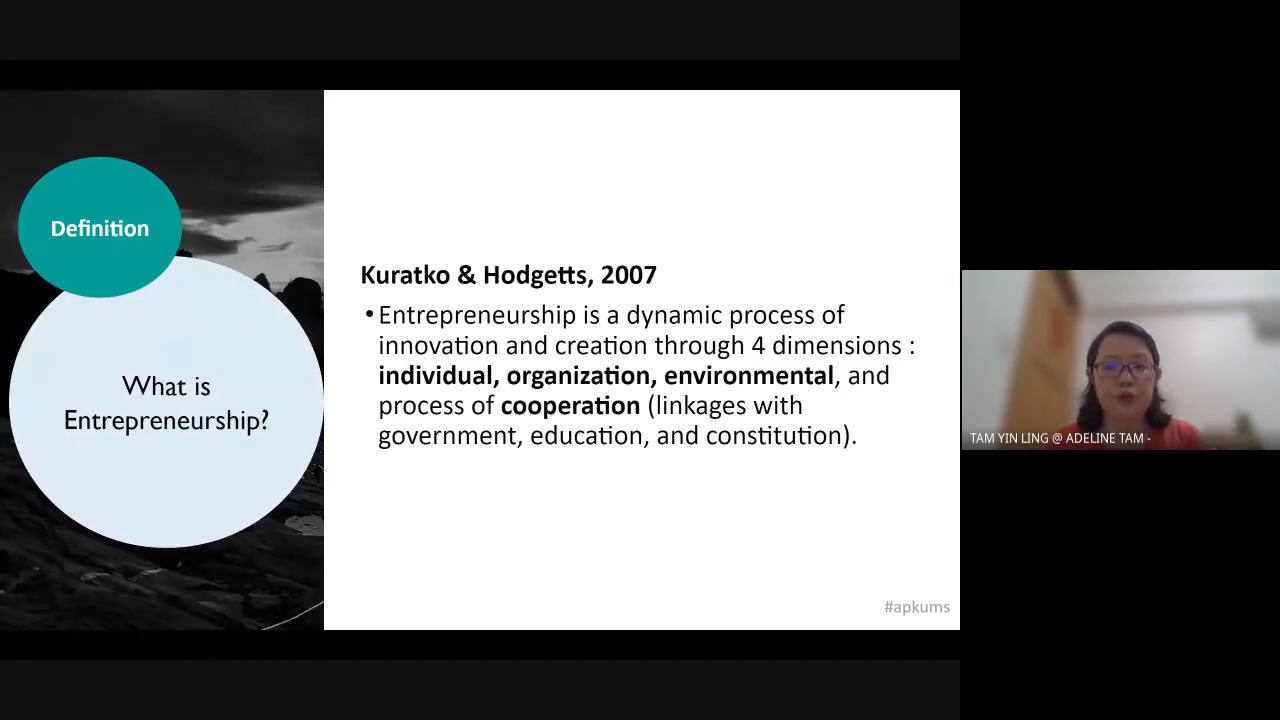 Definition
What is
Entrepreneurship?
Kuratko & Hodgetts, 2007
•Entrepreneurship is a dynamic process of
innovation and creation through 4 dimensions :
individual, organization, environmental, and
process of cooperation (linkages with
government, education, and constitution).
#apkums
TAM YIN LING @ ADELINE TAM -